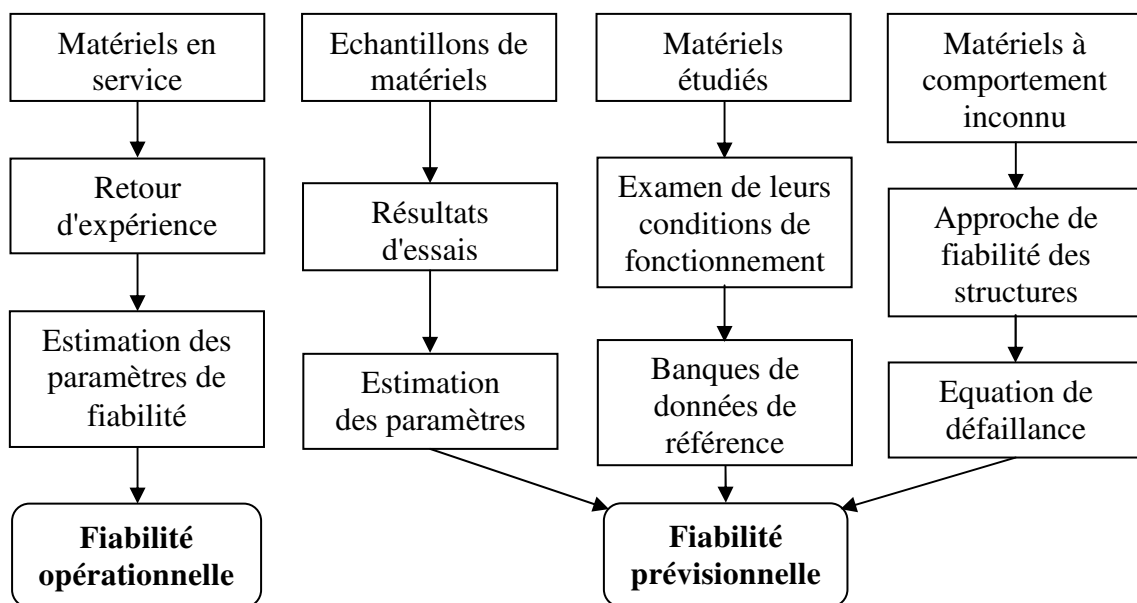 Matériels en
service
Retour
d'expérience
Estimation des
paramètres de
fiabilité
Fiabilité
opérationnelle
Echantillons de
matériels
Résultats
d'essais
Estimation
des paramètres
Matériels
étudiés
Examen de leurs
conditions de
fonctionnement
Banques de
données de
référence
Matériels à
comportement
inconnu
Approche de
fiabilité des
structures
Equation de
défaillance
Fiabilité
prévisionnelle